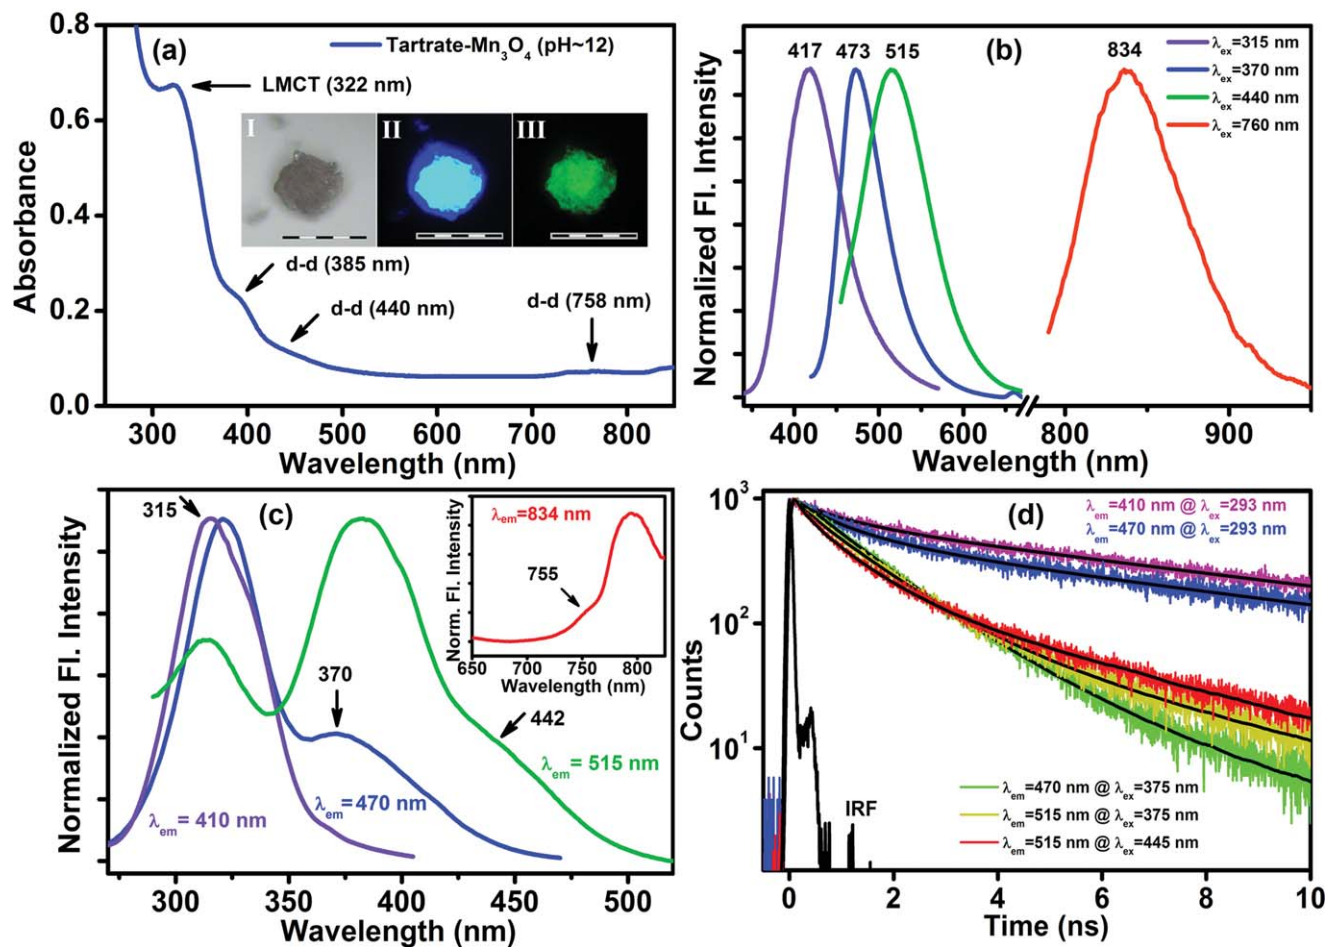 (a)
Tartrate-Mn₃O₄ (pH~12)
LMCT (322 nm)
I
II
III
d-d (385 nm)
d-d (440 nm)
d-d (758 nm)
0.8
0.6
0.4
0.2
0.0
Absorbance
300 400 500 600 700 800
Wavelength (nm)
(b)
417 473 515 834
λex=315 nm
λex=370 nm
λex=440 nm
λex=760 nm
Normalized Fl. Intensity
400 500 600 800 900
Wavelength (nm)
(c)
315
370
442
λem= 410 nm
λem= 470 nm
λem= 515 nm
Normalized Fl. Intensity
300 350 400 450 500
Wavelength (nm)
λem=834 nm
755
Norm. Fl. Intensity
650 700 750 800
Wavelength (nm)
(d)
λem=410 nm @ λex=293 nm
λem=470 nm @ λex=293 nm
IRF
λem=470 nm @ λex=375 nm
λem=515 nm @ λex=375 nm
λem=515 nm @ λex=445 nm
10³
10²
10¹
Counts
0 2 4 6 8 10
Time (ns)